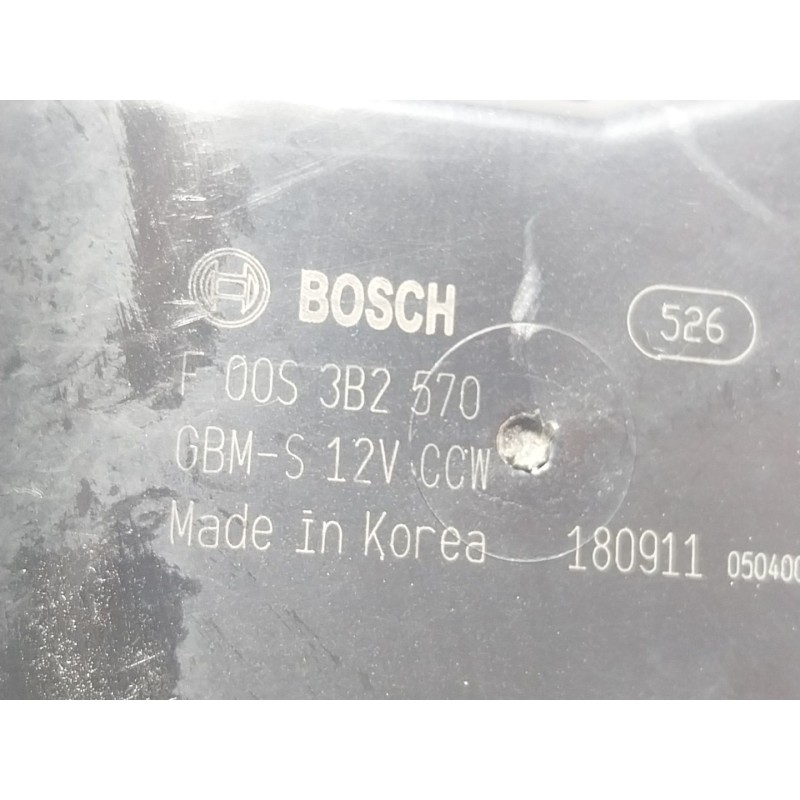 BOSCH 526
F 00S 3B2 570
GBM-S 12V CCW
Made in Korea 180911 050400